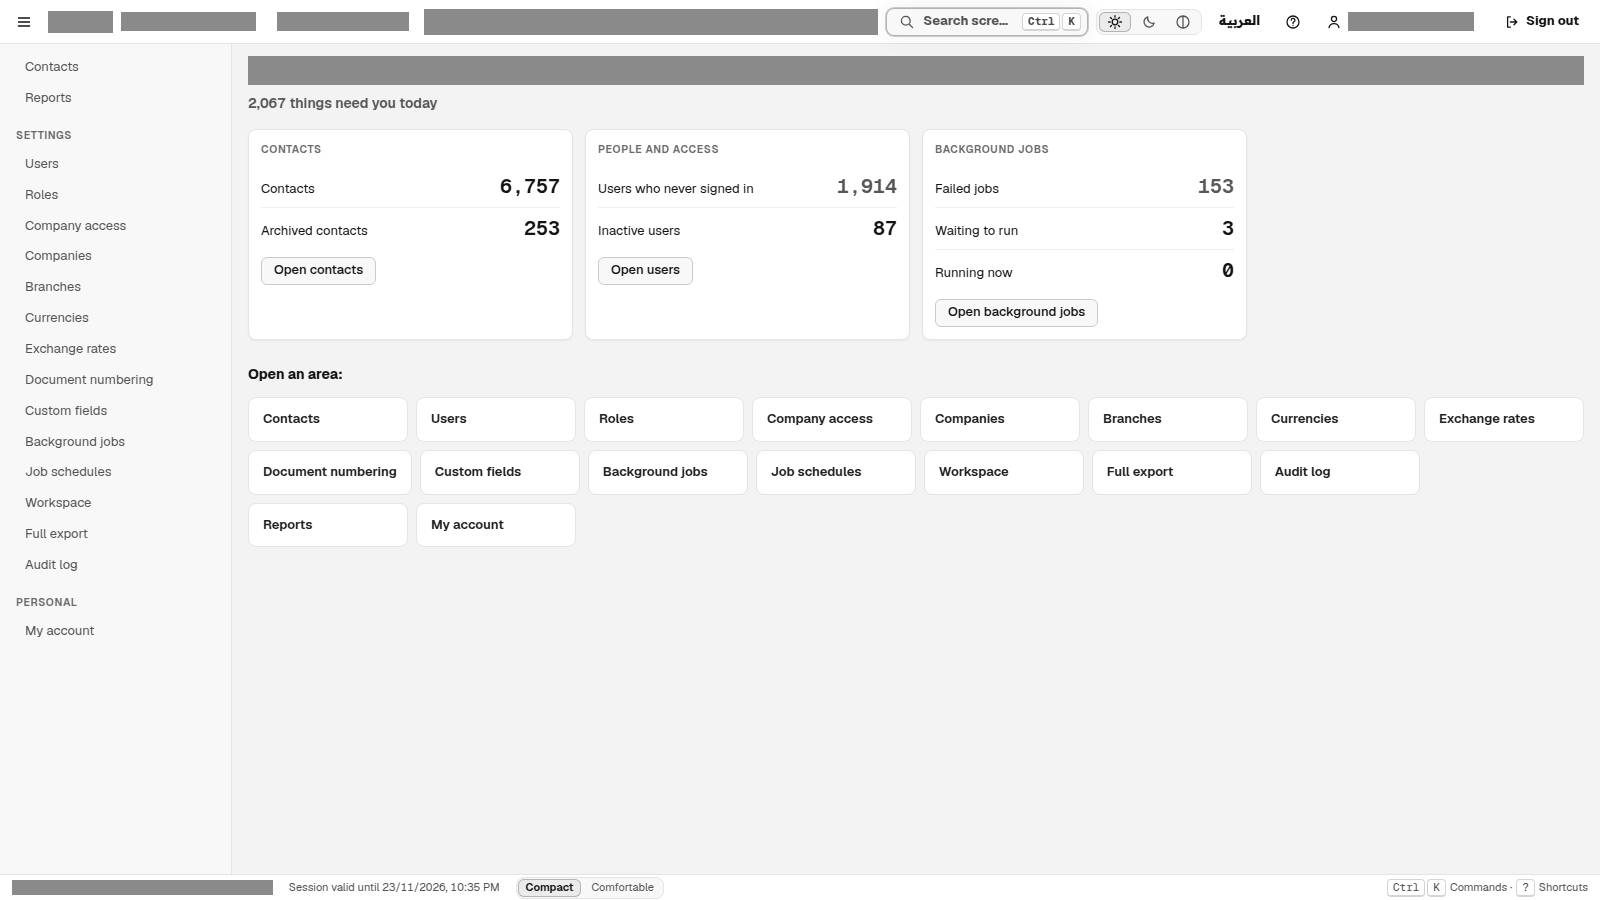 Search scre... Ctrl K العربية Sign out
Contacts
Reports
SETTINGS
Users
Roles
Company access
Companies
Branches
Currencies
Exchange rates
Document numbering
Custom fields
Background jobs
Job schedules
Workspace
Full export
Audit log
PERSONAL
My account
2,067 things need you today
CONTACTS
Contacts 6,757
Archived contacts 253
Open contacts
PEOPLE AND ACCESS
Users who never signed in 1,914
Inactive users 87
Open users
BACKGROUND JOBS
Failed jobs 153
Waiting to run 3
Running now 0
Open background jobs
Open an area:
Contacts Users Roles Company access Companies Branches Currencies Exchange rates
Document numbering Custom fields Background jobs Job schedules Workspace Full export Audit log
Reports My account
Session valid until 23/11/2026, 10:35 PM Compact Comfortable Ctrl K Commands · ? Shortcuts